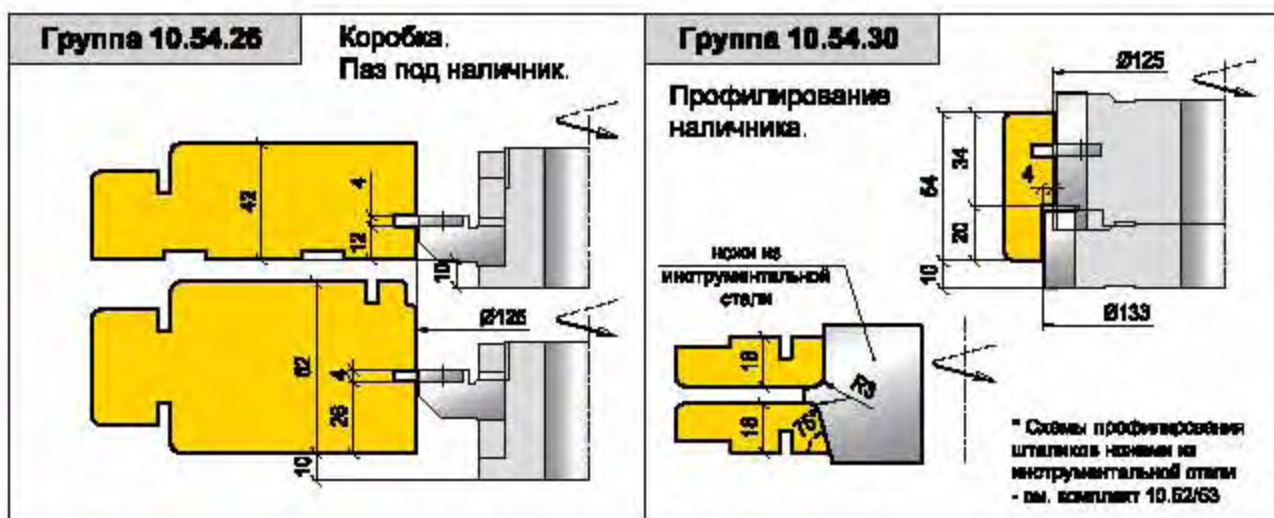 Группа 10.54.26
Коробка.
Паз под наличник.
4
42
12
10
Ø125
62
4
26
10
Группа 10.54.30
Профилирование
наличника.
Ø125
54
34
4
20
10
Ø133
ножи из
инструментальной
стали
18
R3
18
75°
* Схемы профилирования
штапиков ножами из
инструментальной стали
- см. комплект 10.52/53